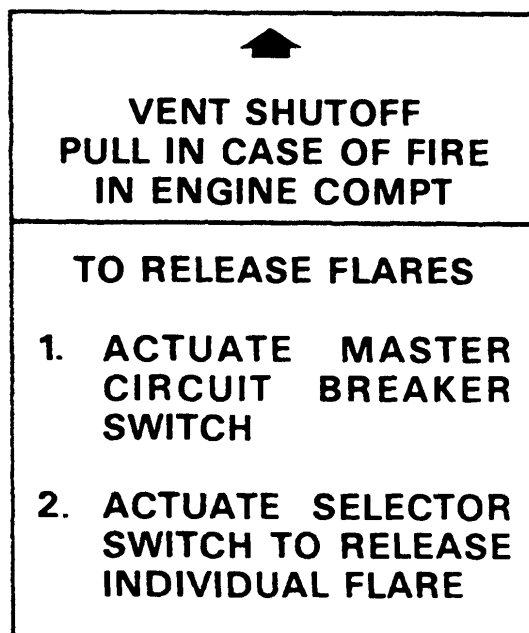 VENT SHUTOFF
PULL IN CASE OF FIRE
IN ENGINE COMPT
TO RELEASE FLARES
1. ACTUATE MASTER
CIRCUIT BREAKER
SWITCH
2. ACTUATE SELECTOR
SWITCH TO RELEASE
INDIVIDUAL FLARE